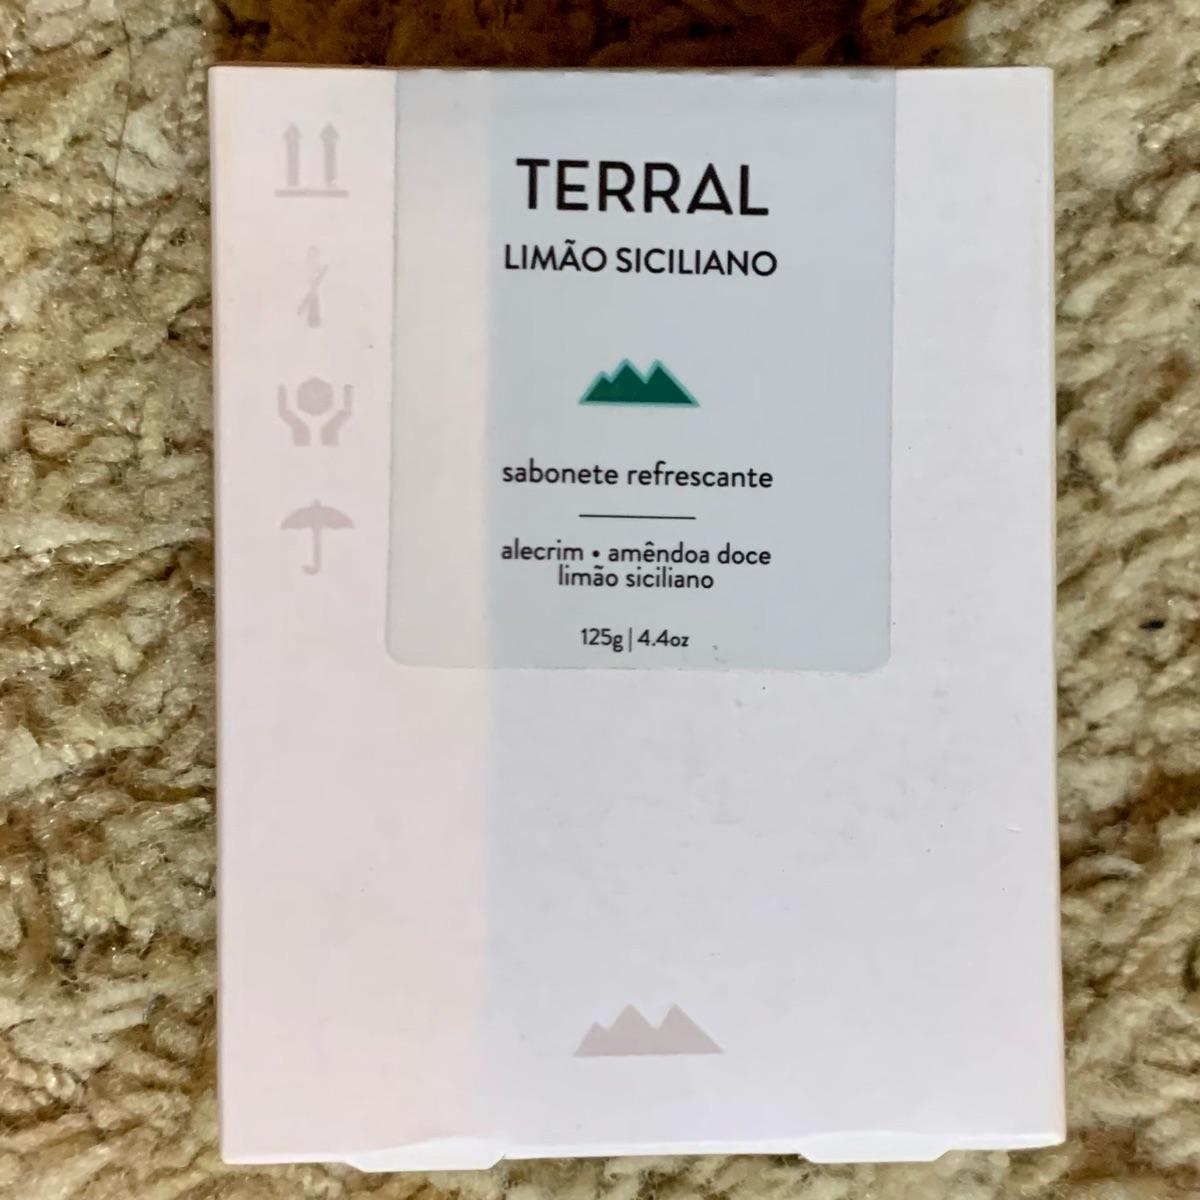 TERRAL
LIMÃO SICILIANO
sabonete refrescante
alecrim • amêndoa doce
limão siciliano
125g | 4.4oz